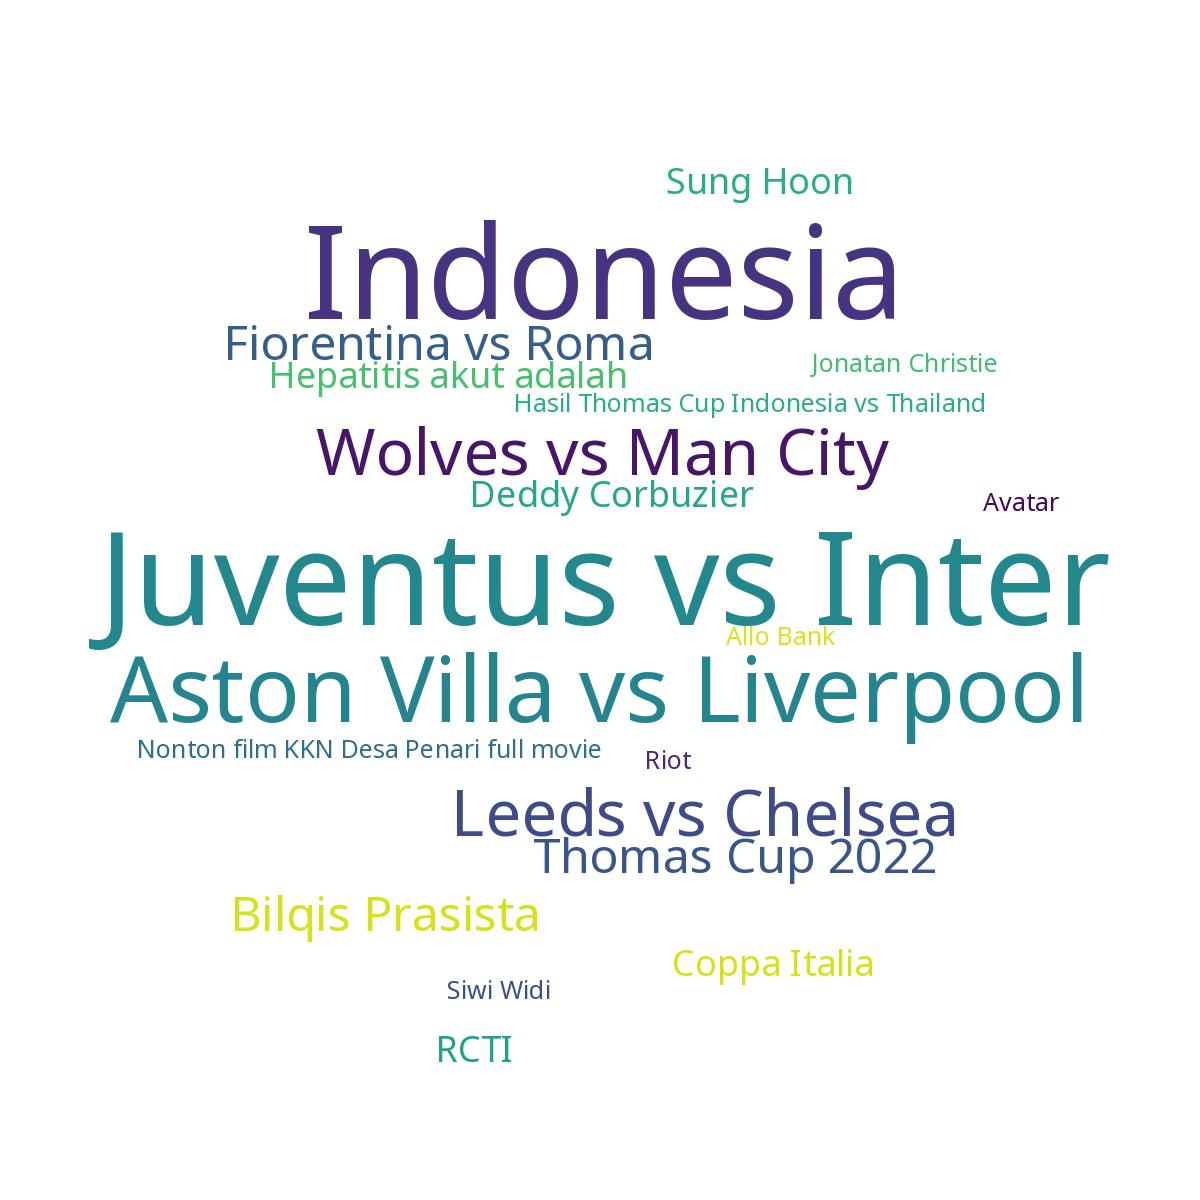 Sung Hoon
Indonesia
Fiorentina vs Roma
Jonatan Christie
Hepatitis akut adalah
Hasil Thomas Cup Indonesia vs Thailand
Wolves vs Man City
Deddy Corbuzier
Avatar
Juventus vs Inter
Allo Bank
Aston Villa vs Liverpool
Nonton film KKN Desa Penari full movie
Riot
Leeds vs Chelsea
Thomas Cup 2022
Bilqis Prasista
Coppa Italia
Siwi Widi
RCTI